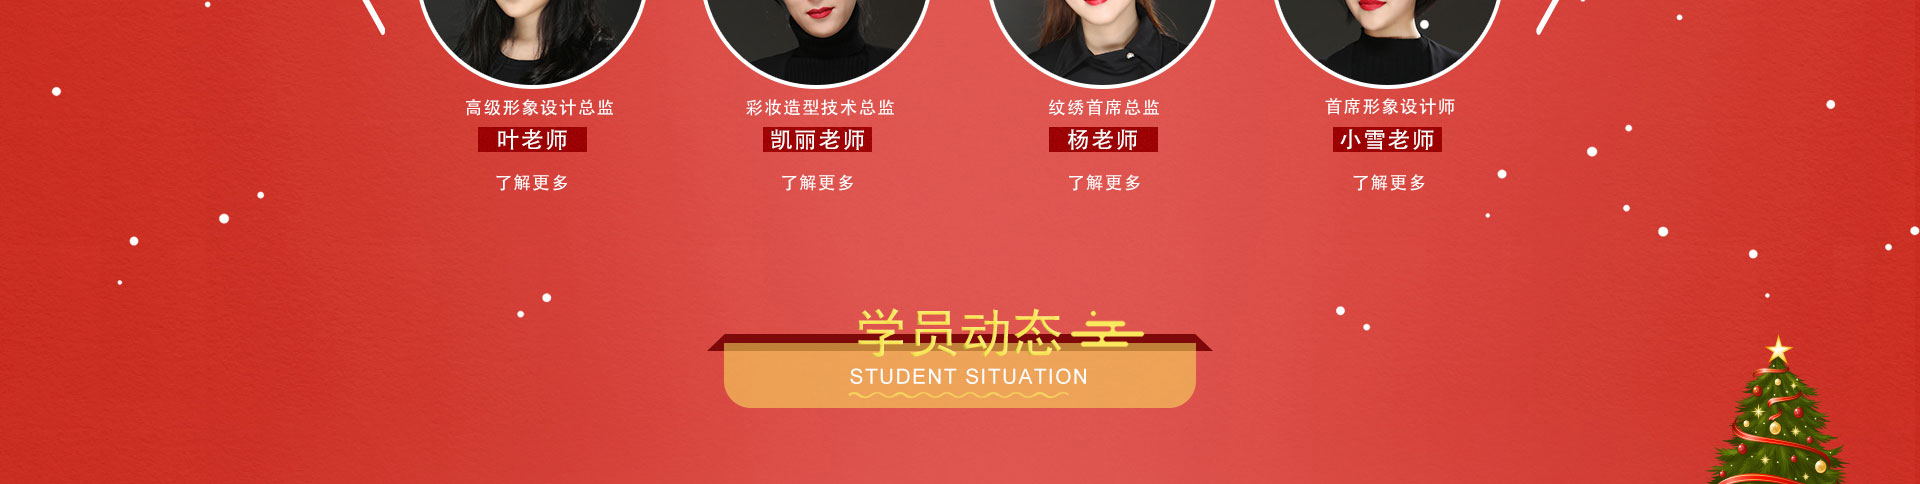 高级形象设计总监
彩妆造型技术总监
纹绣首席总监
首席形象设计师
叶老师
凯丽老师
杨老师
小雪老师
了解更多
了解更多
了解更多
了解更多
学员动态
STUDENT SITUATION